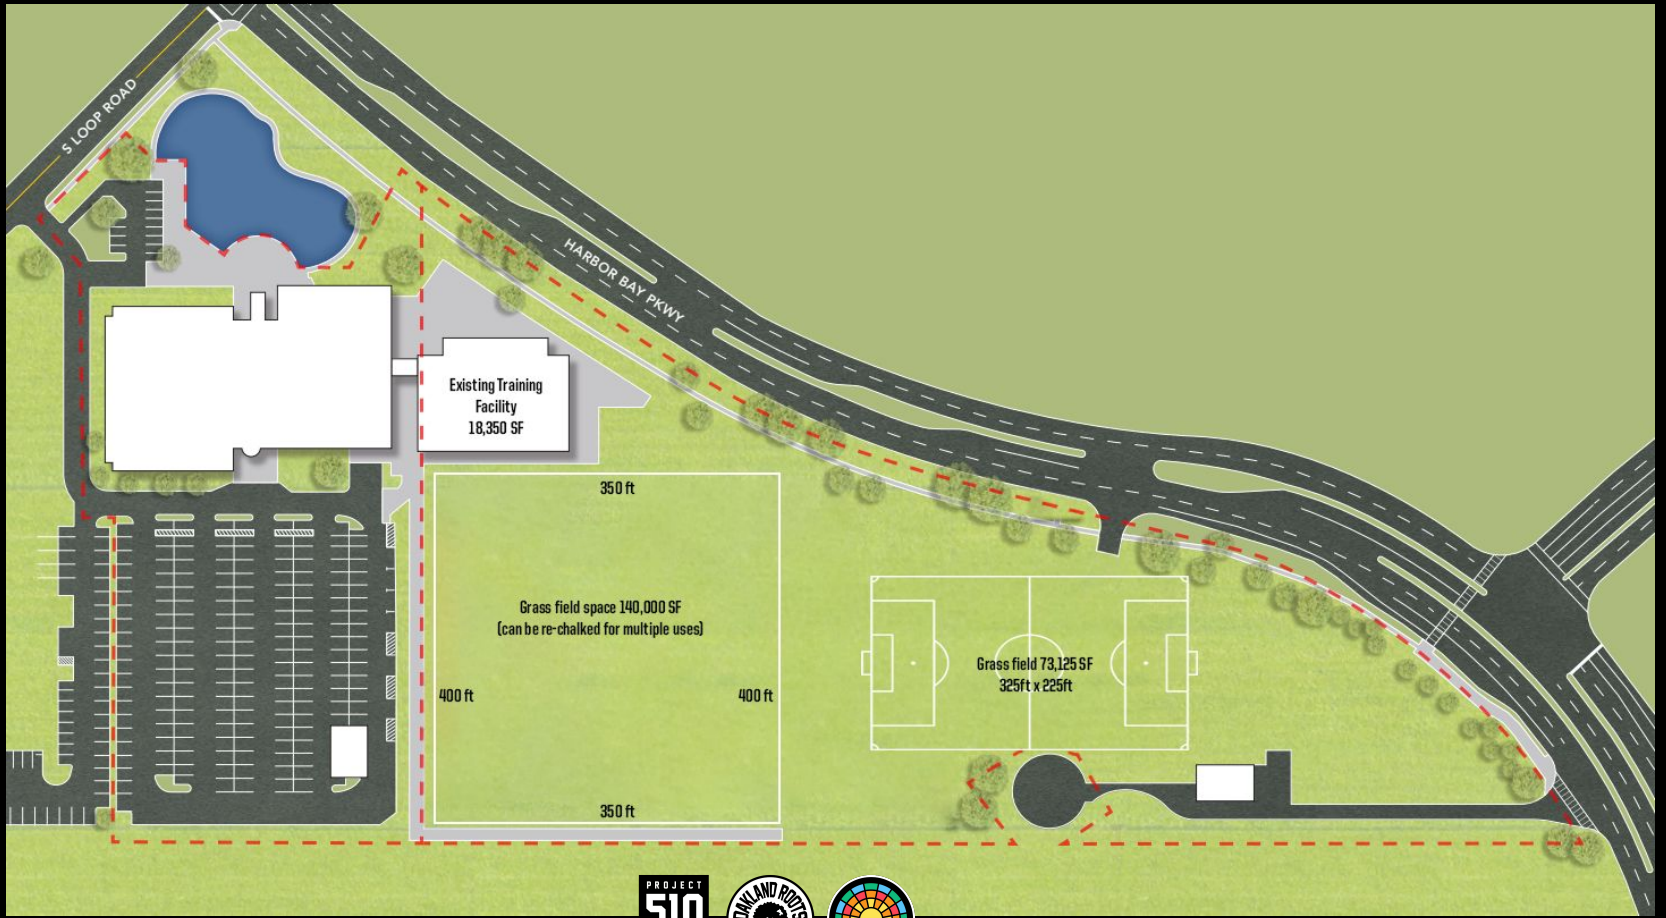 S LOOP ROAD
HARBOR BAY PKWY
Existing Training
Facility
18,350 SF
350 ft
Grass field space 140,000 SF
(can be re-chalked for multiple uses)
400 ft
400 ft
350 ft
Grass field 73,125 SF
325ft x 225ft
PROJECT
510
OAKLAND ROOTS